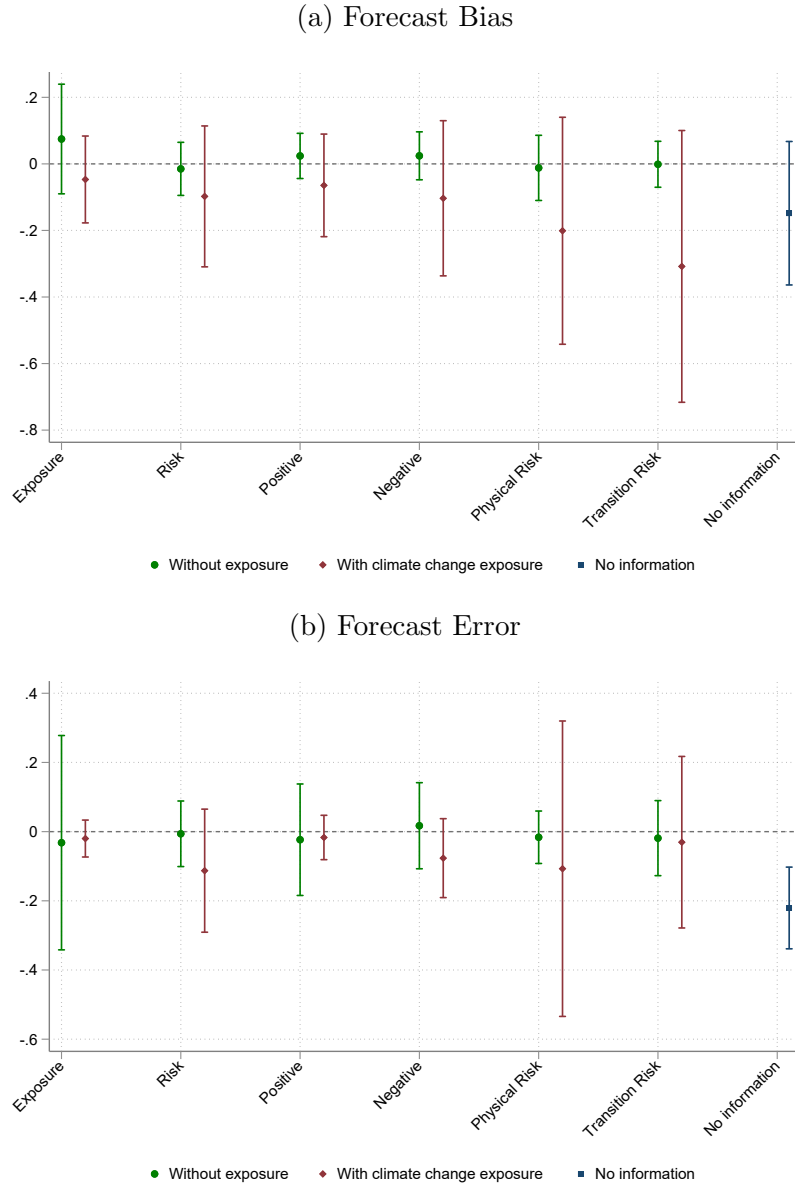 (a) Forecast Bias
.2
0
-.2
-.4
-.6
-.8
Exposure
Risk
Positive
Negative
Physical Risk
Transition Risk
No information
Without exposure With climate change exposure No information
(b) Forecast Error
.4
.2
0
-.2
-.4
-.6
Exposure
Risk
Positive
Negative
Physical Risk
Transition Risk
No information
Without exposure With climate change exposure No information